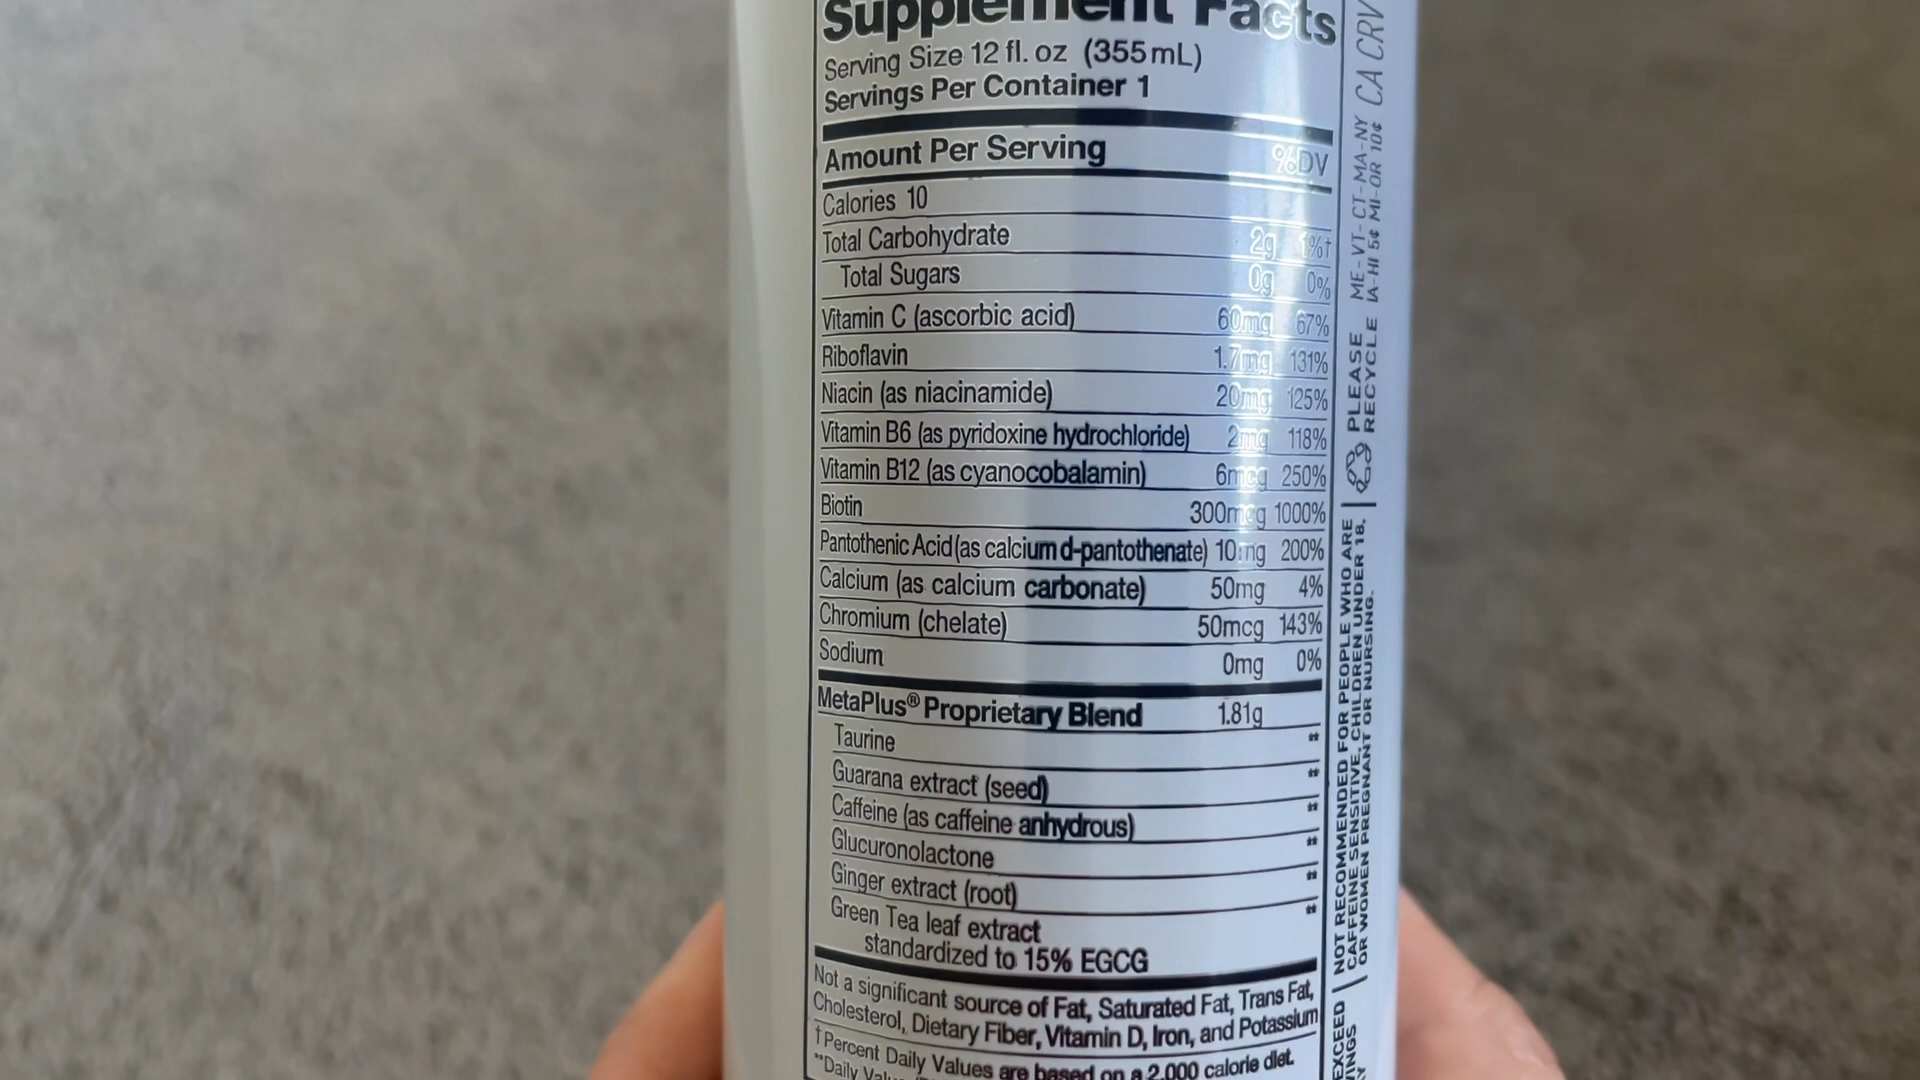 Supplement Facts
Serving Size 12 fl. oz (355 mL)
Servings Per Container 1
Amount Per Serving %DV
Calories 10
Total Carbohydrate 2g 1%†
Total Sugars 0g 0%
Vitamin C (ascorbic acid) 60mg 67%
Riboflavin 1.7mg 131%
Niacin (as niacinamide) 20mg 125%
Vitamin B6 (as pyridoxine hydrochloride) 2mg 118%
Vitamin B12 (as cyanocobalamin) 6mcg 250%
Biotin 300mcg 1000%
Pantothenic Acid (as calcium d-pantothenate) 10mg 200%
Calcium (as calcium carbonate) 50mg 4%
Chromium (chelate) 50mcg 143%
Sodium 0mg 0%
MetaPlus® Proprietary Blend 1.81g
Taurine **
Guarana extract (seed) **
Caffeine (as caffeine anhydrous) **
Glucuronolactone **
Ginger extract (root) **
Green Tea leaf extract **
standardized to 15% EGCG
Not a significant source of Fat, Saturated Fat, Trans Fat,
Cholesterol, Dietary Fiber, Vitamin D, Iron, and Potassium
†Percent Daily Values are based on a 2,000 calorie diet.
**Daily
EXCEED
NOT RECOMMENDED FOR PEOPLE WHO ARE
CAFFEINE SENSITIVE, CHILDREN UNDER 18,
OR WOMEN PREGNANT OR NURSING.
PLEASE
RECYCLE
ME-VT-CT-MA-NY
IA-HI 5¢ MI-OR 10¢
CA CRV